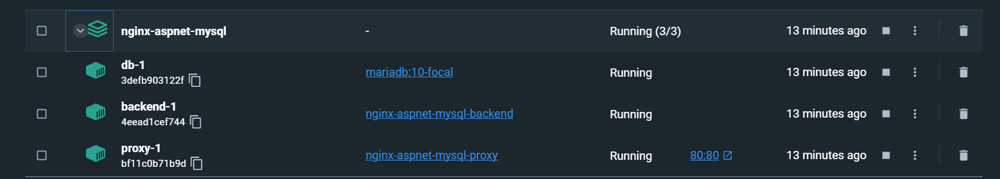 nginx-aspnet-mysql - Running (3/3) 13 minutes ago
db-1
3defb903122f mariadb:10-focal Running 13 minutes ago
backend-1
4eead1cef744 nginx-aspnet-mysql-backend Running 13 minutes ago
proxy-1
bf11c0b71b9d nginx-aspnet-mysql-proxy Running 80:80 13 minutes ago